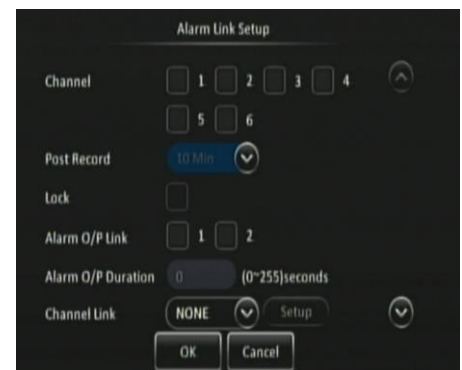 Alarm Link Setup
Channel 1 2 3 4
5 6
Post Record 10 Min
Lock
Alarm O/P Link 1 2
Alarm O/P Duration 0 (0~255)seconds
Channel Link NONE Setup
OK Cancel